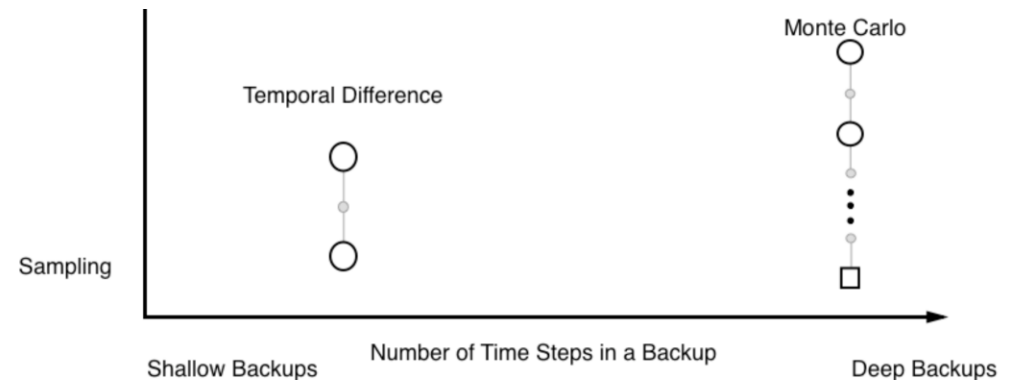 Monte Carlo
Temporal Difference
Sampling
Number of Time Steps in a Backup
Shallow Backups
Deep Backups